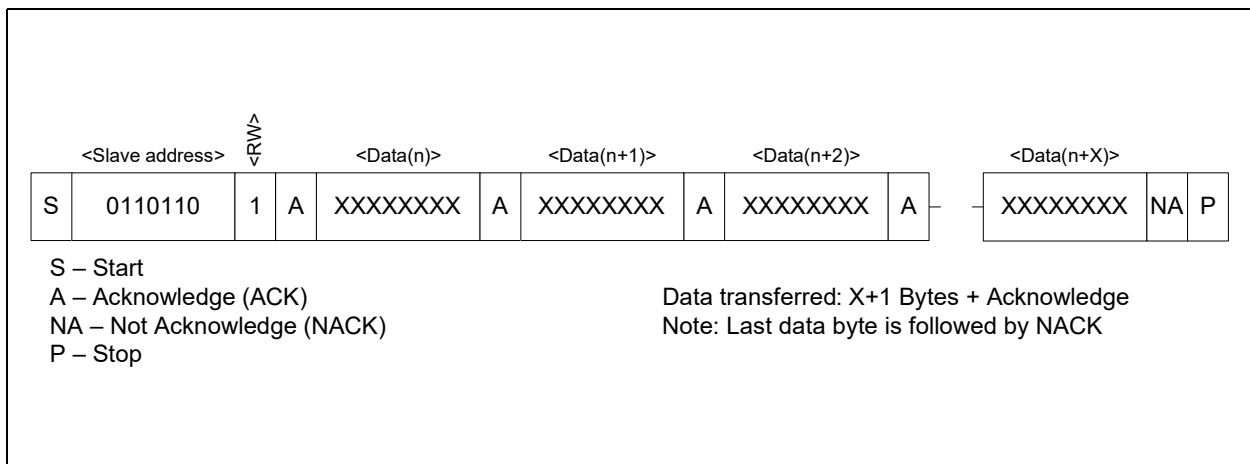 <Slave address> <RW> <Data(n)> <Data(n+1)> <Data(n+2)> <Data(n+X)>
S 0110110 1 A XXXXXXXX A XXXXXXXX A XXXXXXXX A XXXXXXXX NA P
S – Start
A – Acknowledge (ACK)
NA – Not Acknowledge (NACK)
P – Stop
Data transferred: X+1 Bytes + Acknowledge
Note: Last data byte is followed by NACK